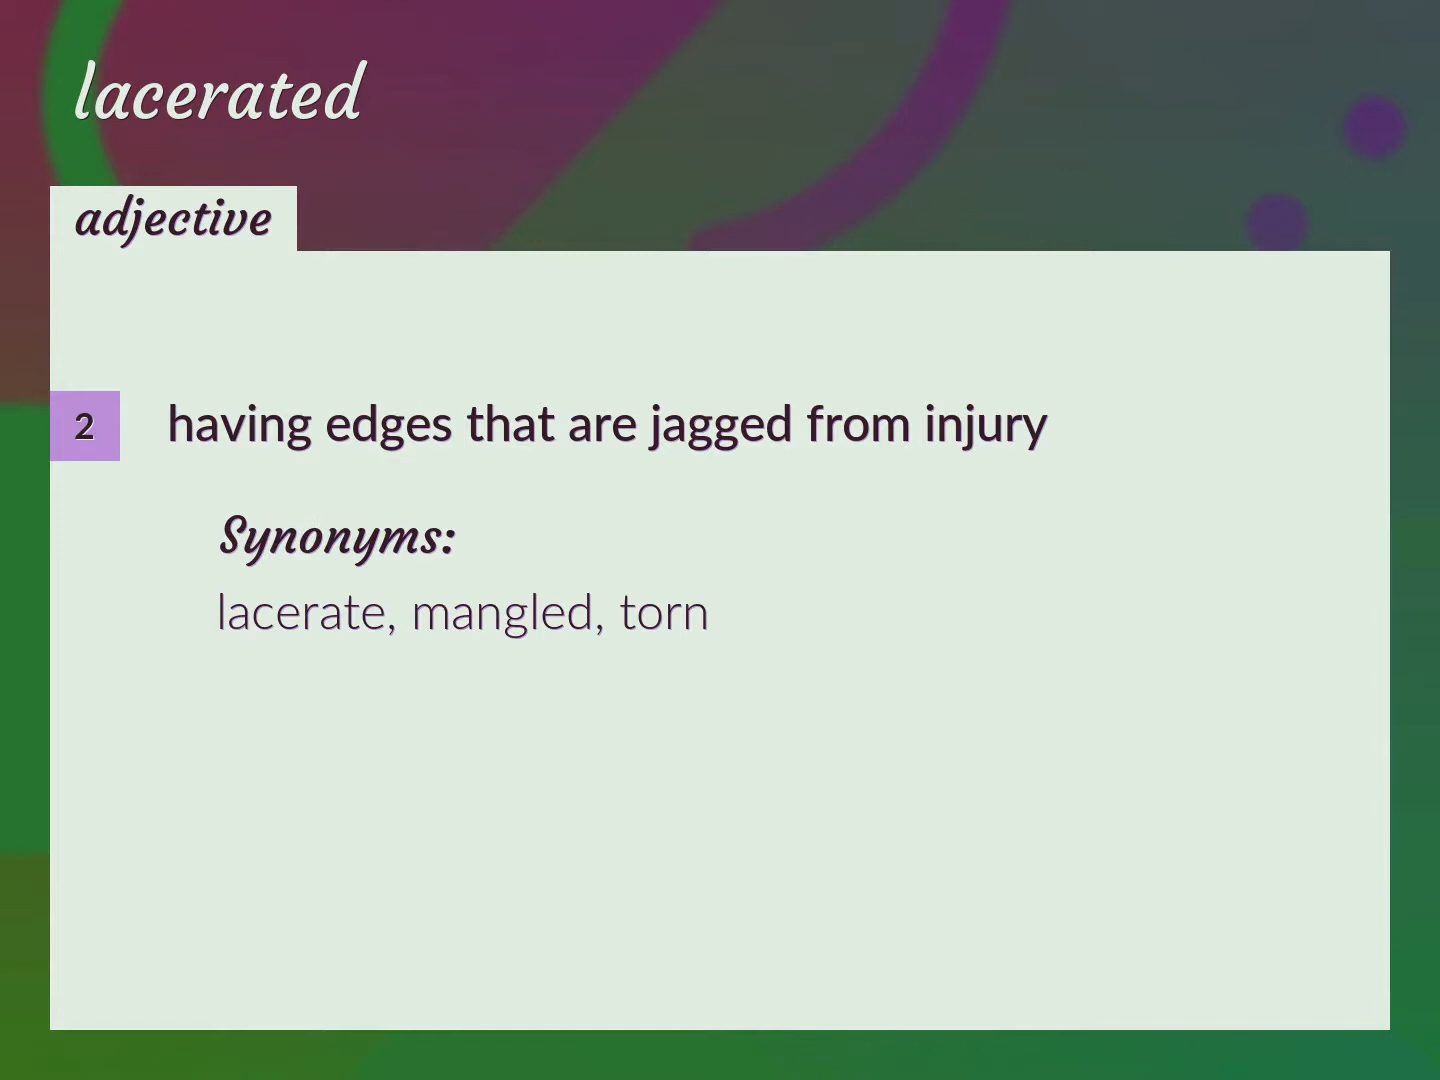 lacerated
adjective
2 having edges that are jagged from injury
Synonyms:
lacerate, mangled, torn